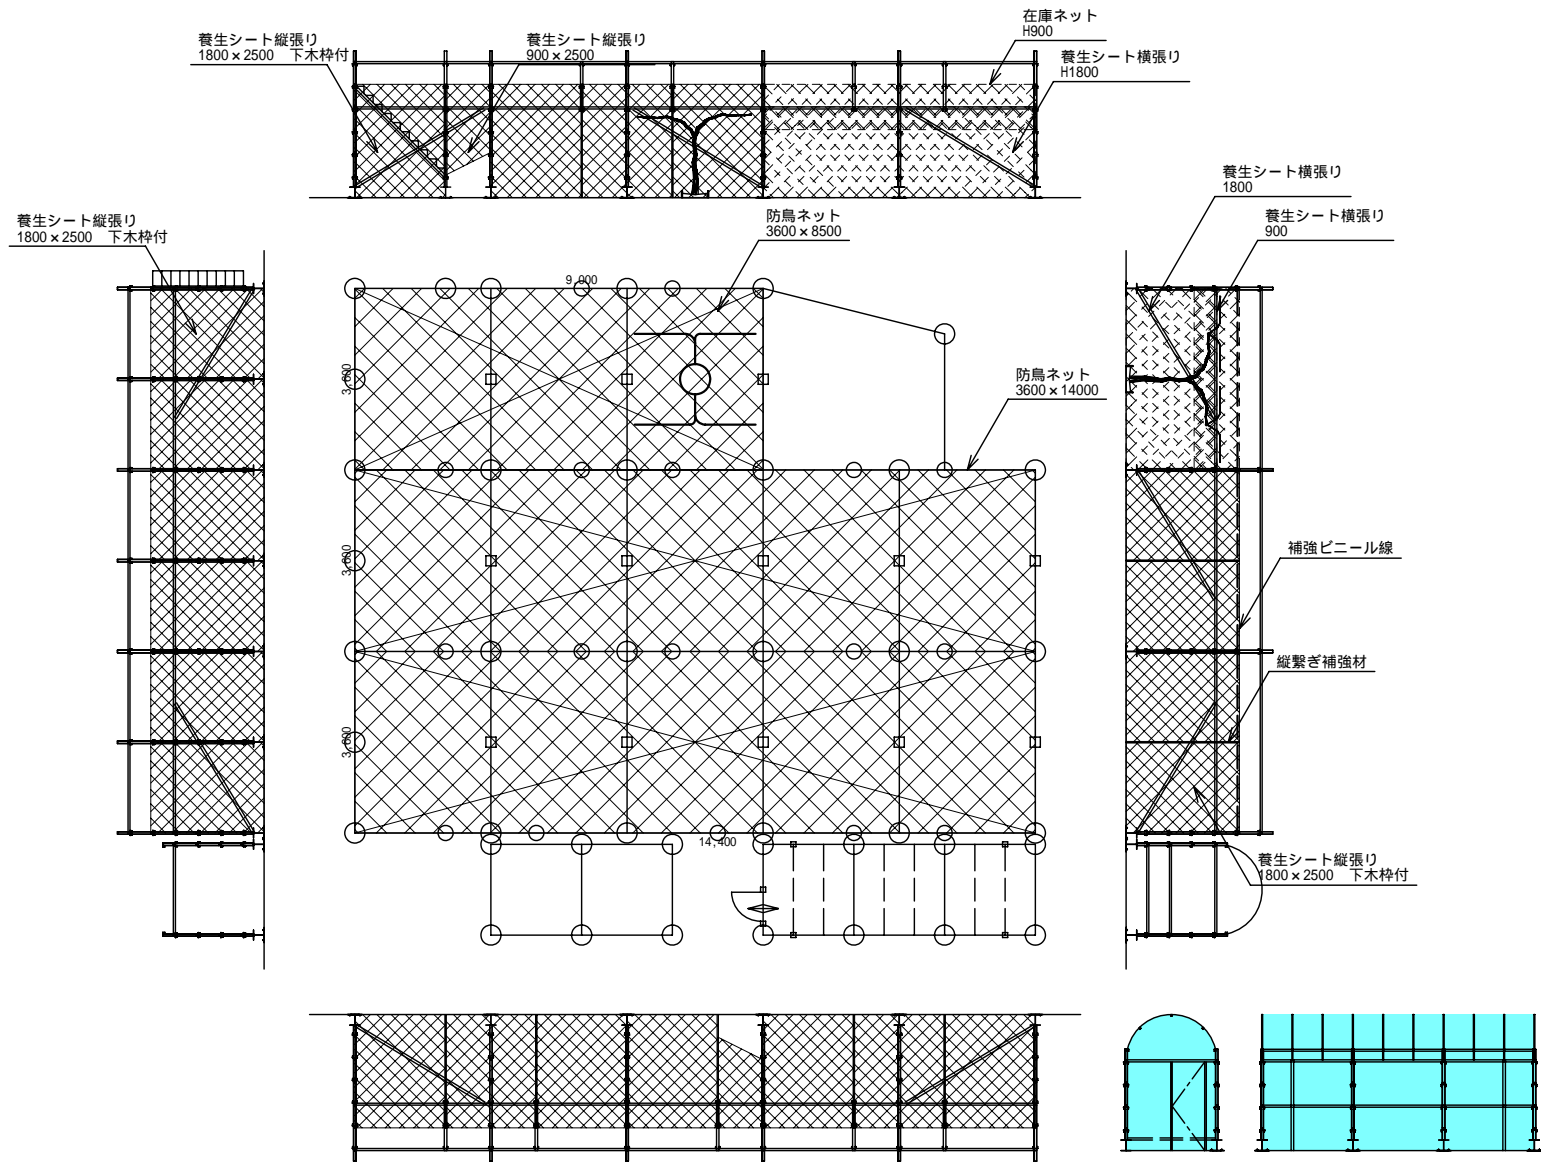 在庫ネット
H900
養生シート縦張り
1800×2500　下木枠付
養生シート縦張り
900×2500
養生シート横張り
H1800
養生シート横張り
1800
養生シート横張り
900
養生シート縦張り
1800×2500　下木枠付
防鳥ネット
3600×8500
9,000
3,600
防鳥ネット
3600×14000
3,600
補強ビニール線
縦繋ぎ補強材
3,600
14,400
養生シート縦張り
1800×2500　下木枠付